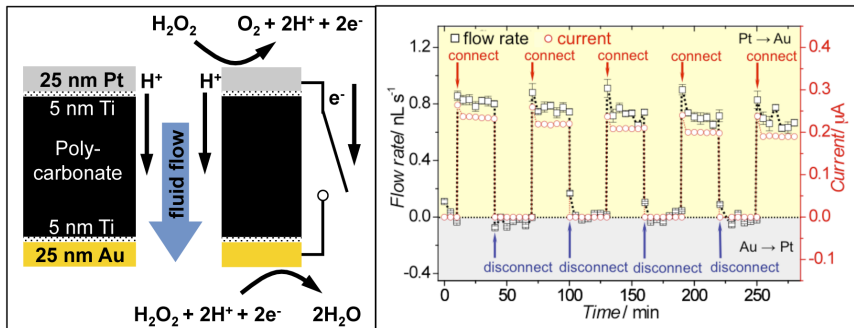 H₂O₂ O₂ + 2H⁺ + 2e⁻
25 nm Pt H⁺ H⁺
5 nm Ti e⁻
Poly-
carbonate
fluid flow
5 nm Ti
25 nm Au
H₂O₂ + 2H⁺ + 2e⁻ 2H₂O
flow rate current Pt → Au
connect connect connect connect connect
Flow rate/ nL s⁻¹
1.2
0.8
0.4
0.0
-0.4
Current/ µA
0.4
0.3
0.2
0.1
0.0
-0.1
Au → Pt
disconnect disconnect disconnect disconnect
0 50 100 150 200 250
Time / min